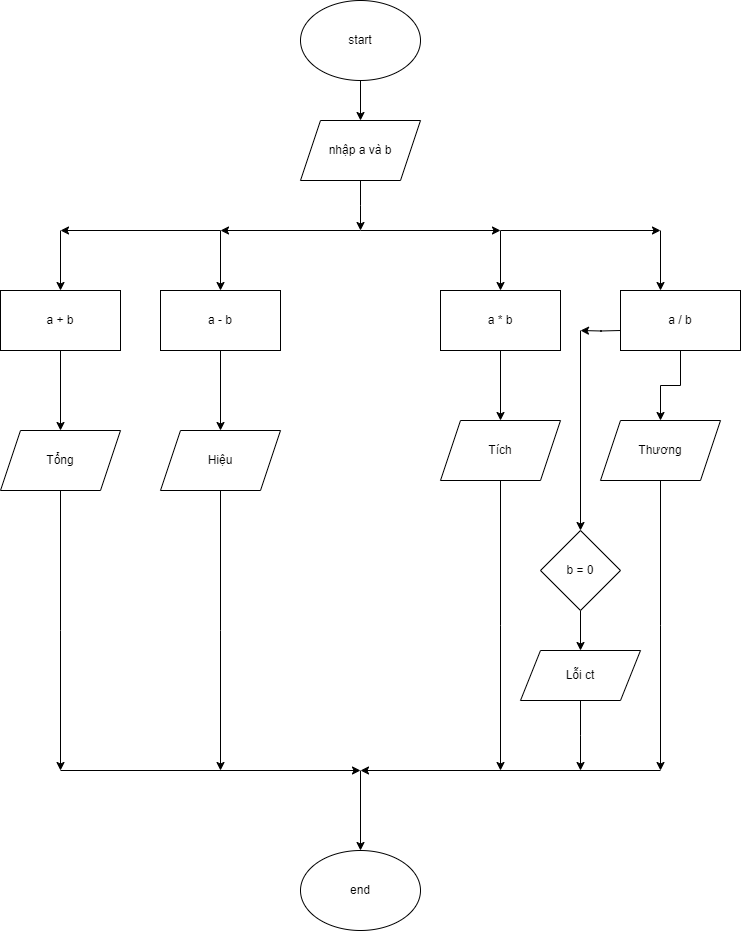 start
nhập a và b
a + b
a - b
a * b
a / b
Tổng
Hiệu
Tích
Thương
b = 0
Lỗi ct
end